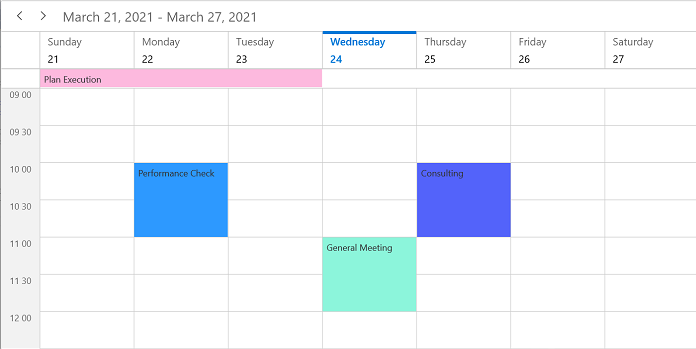 March 21, 2021 - March 27, 2021
Sunday Monday Tuesday Wednesday Thursday Friday Saturday
21 22 23 24 25 26 27
Plan Execution
09 00
09 30
10 00
Performance Check Consulting
10 30
11 00
General Meeting
11 30
12 00